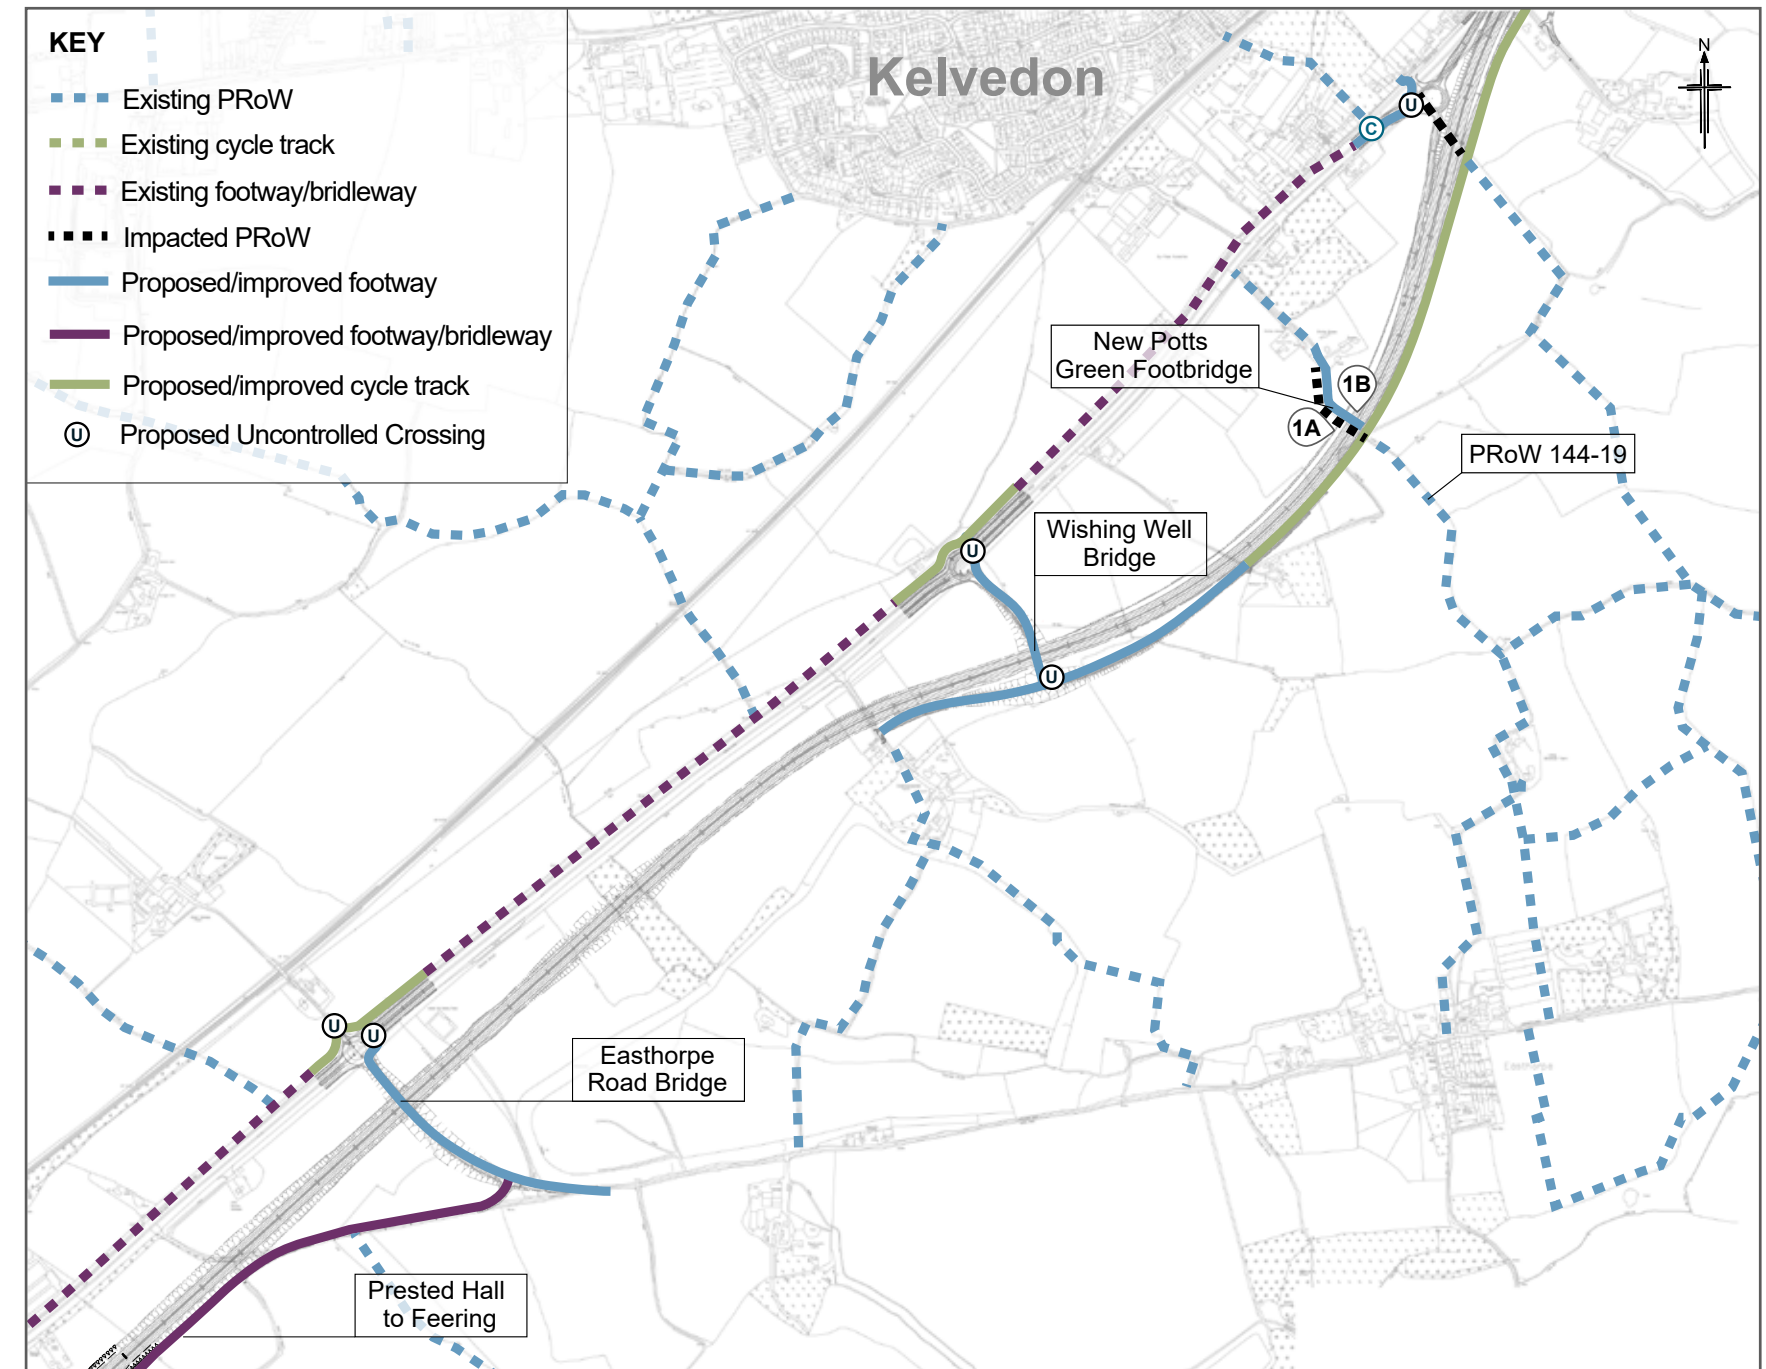 KEY
Existing PRoW
Existing cycle track
Existing footway/bridleway
Impacted PRoW
Proposed/improved footway
Proposed/improved footway/bridleway
Proposed/improved cycle track
U Proposed Uncontrolled Crossing
Kelvedon
N
U
C
New Potts
Green Footbridge
1B
1A
PRoW 144-19
Wishing Well
Bridge
U
U
U
U
Easthorpe
Road Bridge
Easthorpe
Prested Hall
to Feering